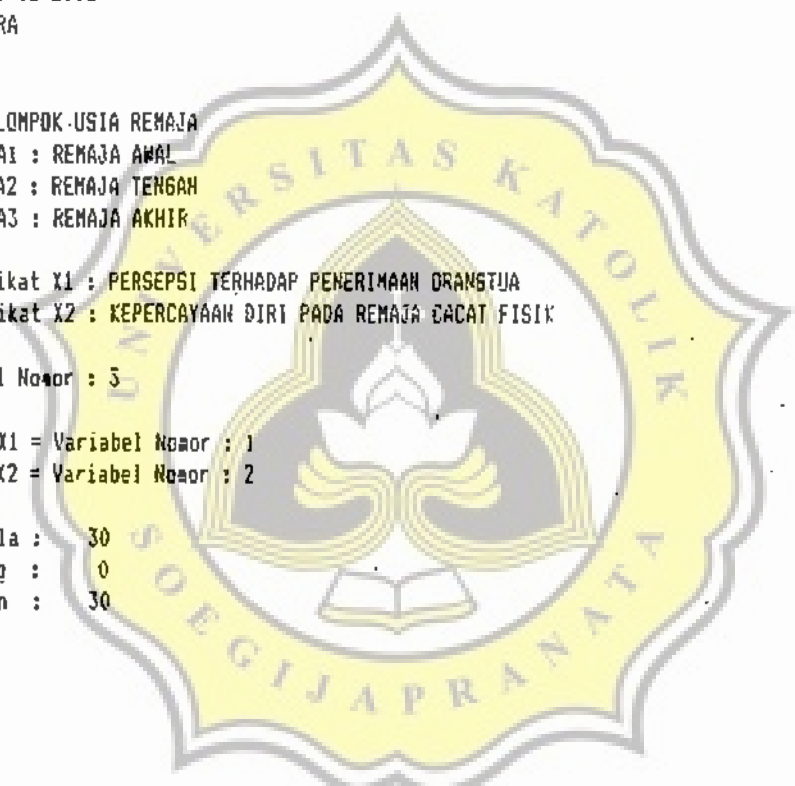 RA
LOMPOK-USIA REMAJA
A1 : REMAJA AWAL
A2 : REMAJA TENGAH
A3 : REMAJA AKHIR
ikat X1 : PERSEPSI TERHADAP PENERIMAAN ORANGTUA
ikat X2 : KEPERCAYAAN DIRI PADA REMAJA CACAT FISIK
l Nomor : 3
X1 = Variabel Nomor : 1
X2 = Variabel Nomor : 2
la : 30
g : 0
n : 30
UNIVERSITAS KATOLIK
SOEGIJAPRANATA